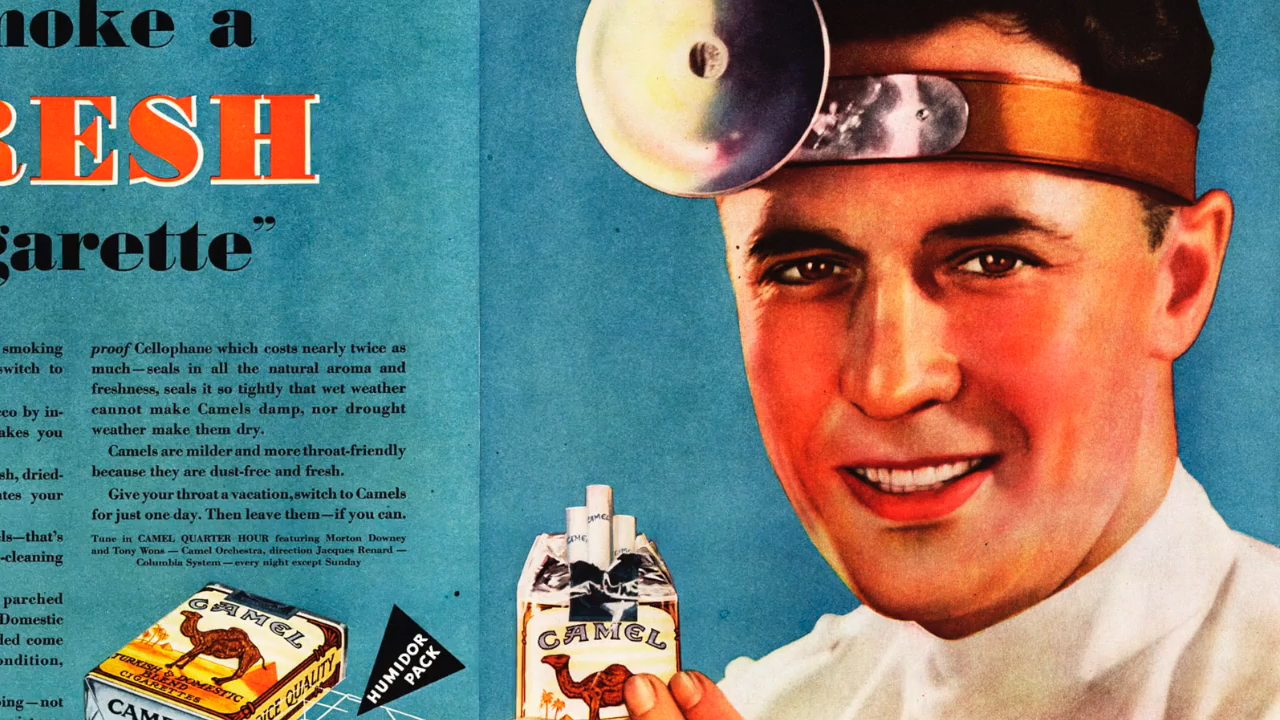 moke a
RESH
garette”
smoking
switch to
co by in-
akes you
sh, dried-
ates your
els—that's
-cleaning
parched
Domestic
ded come
ondition,
ping—not
proof Cellophane which costs nearly twice as
much—seals in all the natural aroma and
freshness, seals it so tightly that wet weather
cannot make Camels damp, nor drought
weather make them dry.
Camels are milder and more throat-friendly
because they are dust-free and fresh.
Give your throat a vacation, switch to Camels
for just one day. Then leave them—if you can.
Tune in CAMEL QUARTER HOUR featuring Morton Downey
and Tony Wons — Camel Orchestra, direction Jacques Renard —
Columbia System — every night except Sunday
CAMEL
TURKISH & DOMESTIC
BLEND
CIGARETTES
CHOICE QUALITY
HUMIDOR
PACK
CAMEL
CAMEL